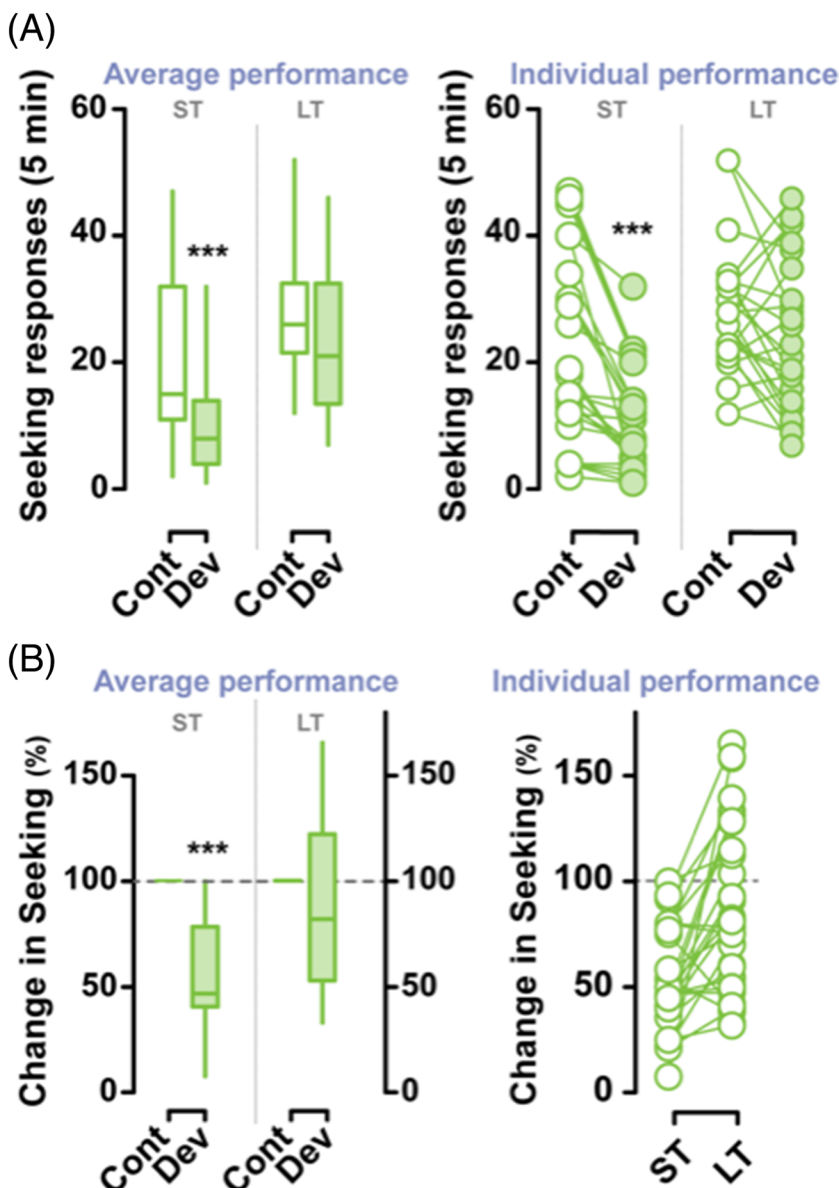 (A)
Average performance
Individual performance
ST
LT
ST
LT
Seeking responses (5 min)
60
40
20
0
***
Cont
Dev
Cont
Dev
Seeking responses (5 min)
60
40
20
0
***
Cont
Dev
Cont
Dev
(B)
Average performance
Individual performance
ST
LT
Change in Seeking (%)
150
100
50
0
***
150
100
50
0
Cont
Dev
Cont
Dev
Change in Seeking (%)
150
100
50
0
ST
LT